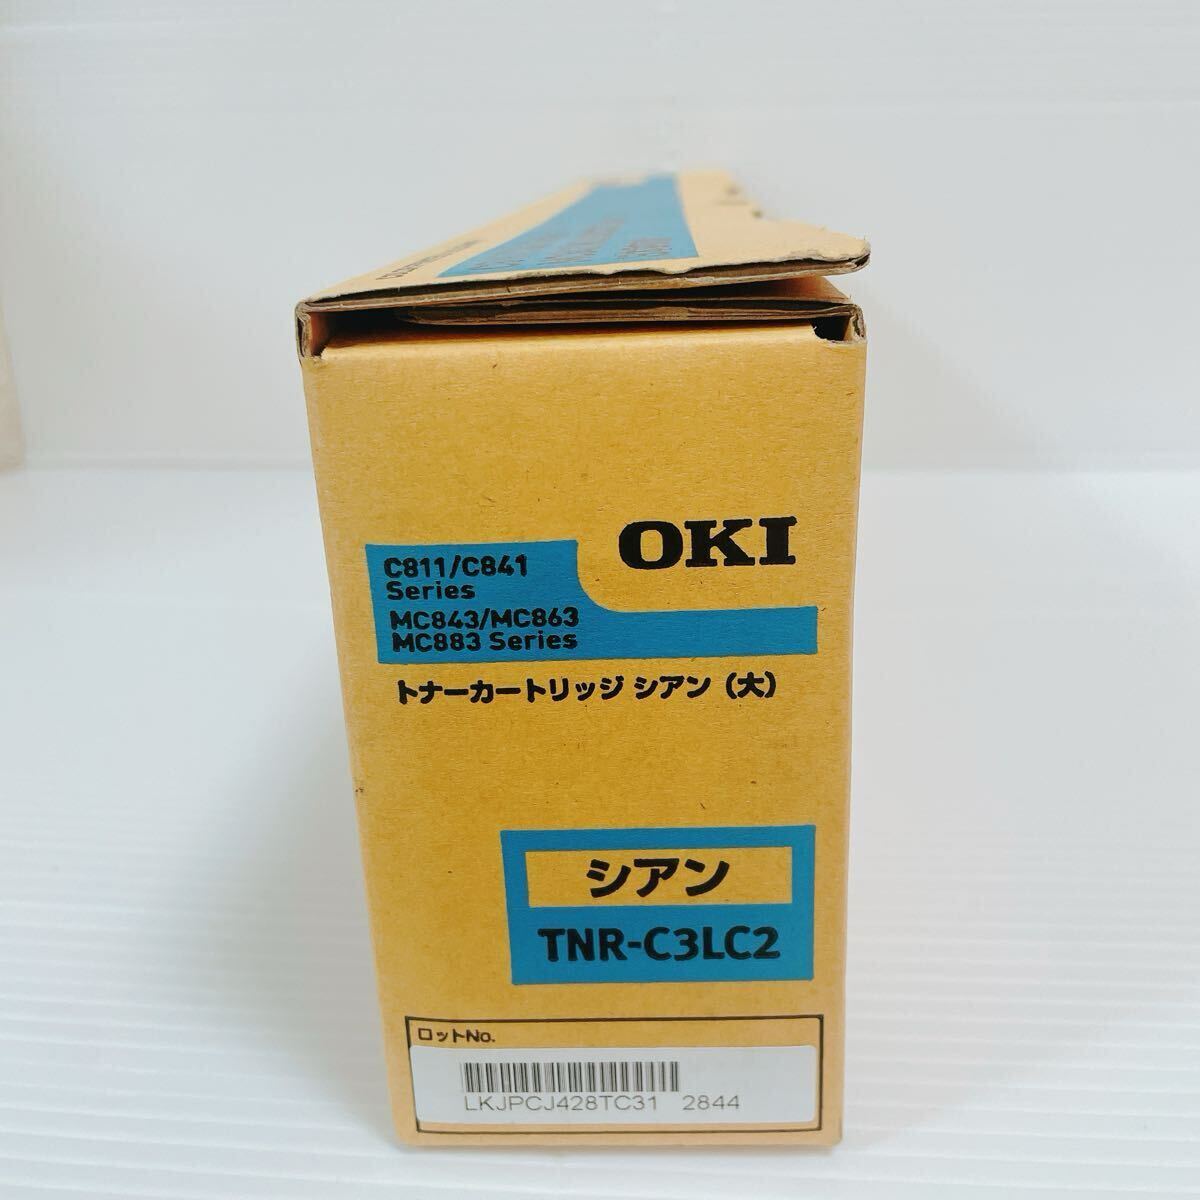 OKI
C811/C841
Series
MC843/MC863
MC883 Series
トナーカートリッジ シアン（大）
シアン
TNR-C3LC2
ロットNo.
LKJPCJ428TC31 2844